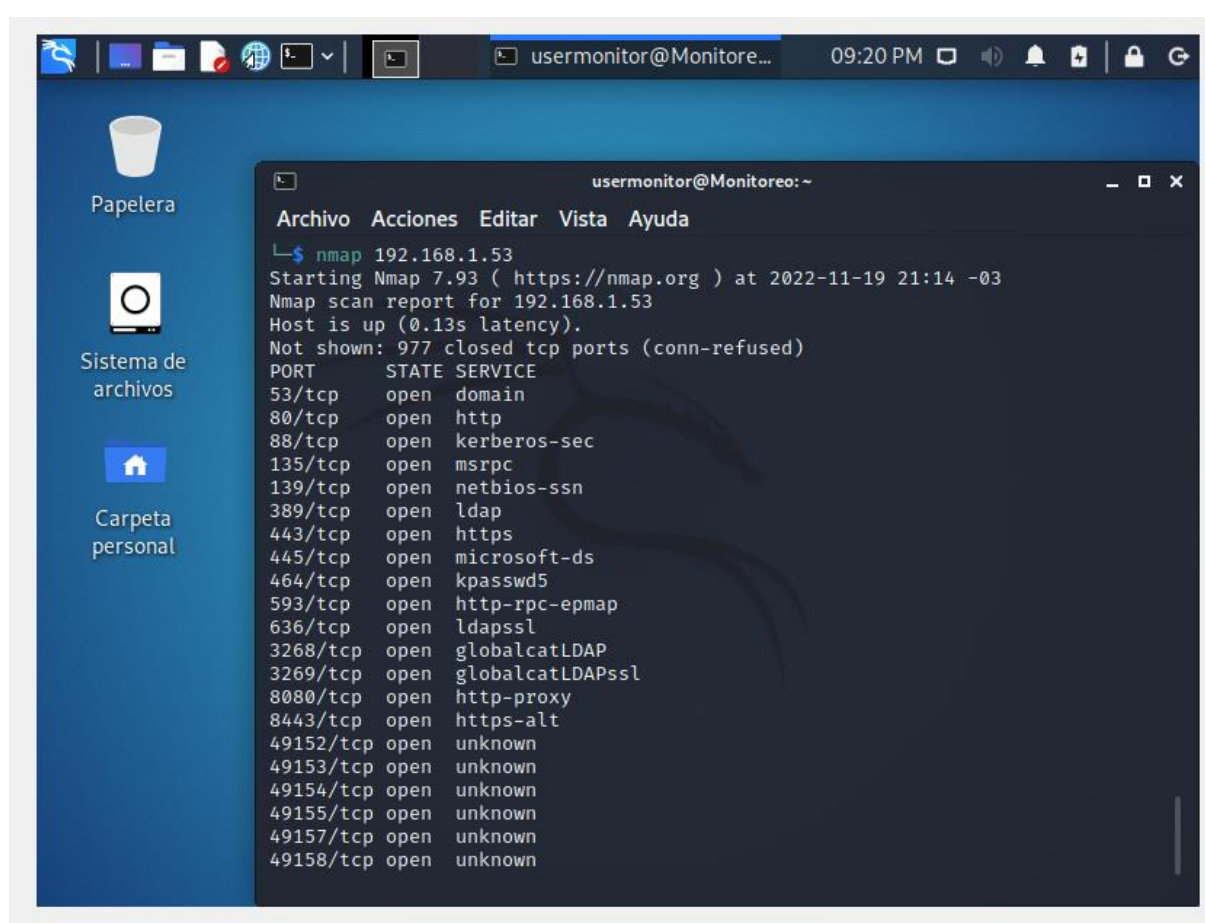 usermonitor@Monitore... 09:20 PM
Papelera
Sistema de
archivos
Carpeta
personal
usermonitor@Monitoreo: ~
Archivo Acciones Editar Vista Ayuda
└─$ nmap 192.168.1.53
Starting Nmap 7.93 ( https://nmap.org ) at 2022-11-19 21:14 -03
Nmap scan report for 192.168.1.53
Host is up (0.13s latency).
Not shown: 977 closed tcp ports (conn-refused)
PORT STATE SERVICE
53/tcp open domain
80/tcp open http
88/tcp open kerberos-sec
135/tcp open msrpc
139/tcp open netbios-ssn
389/tcp open ldap
443/tcp open https
445/tcp open microsoft-ds
464/tcp open kpasswd5
593/tcp open http-rpc-epmap
636/tcp open ldapssl
3268/tcp open globalcatLDAP
3269/tcp open globalcatLDAPssl
8080/tcp open http-proxy
8443/tcp open https-alt
49152/tcp open unknown
49153/tcp open unknown
49154/tcp open unknown
49155/tcp open unknown
49157/tcp open unknown
49158/tcp open unknown